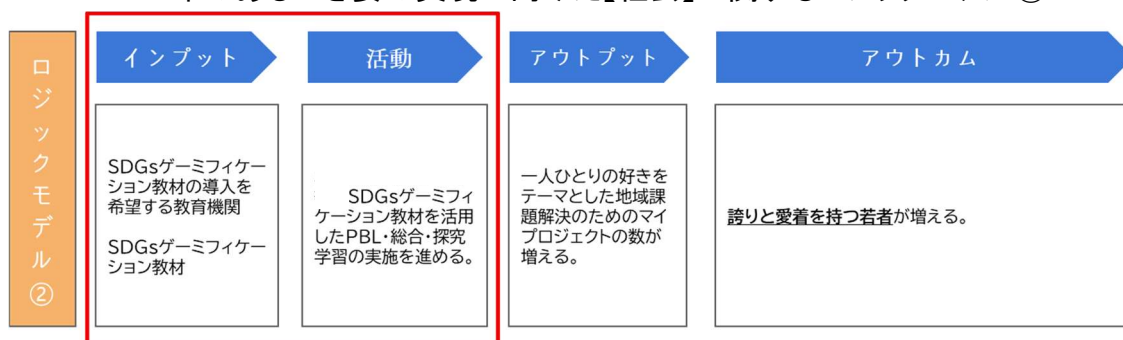 ロジックモデル②
インプット
活動
アウトプット
アウトカム
SDGsゲーミフィケー
ション教材の導入を
希望する教育機関
SDGsゲーミフィケー
ション教材
SDGsゲーミフィ
ケーション教材を活用
したPBL・総合・探究
学習の実施を進める。
一人ひとりの好きを
テーマとした地域課
題解決のためのマイ
プロジェクトの数が
増える。
誇りと愛着を持つ若者が増える。